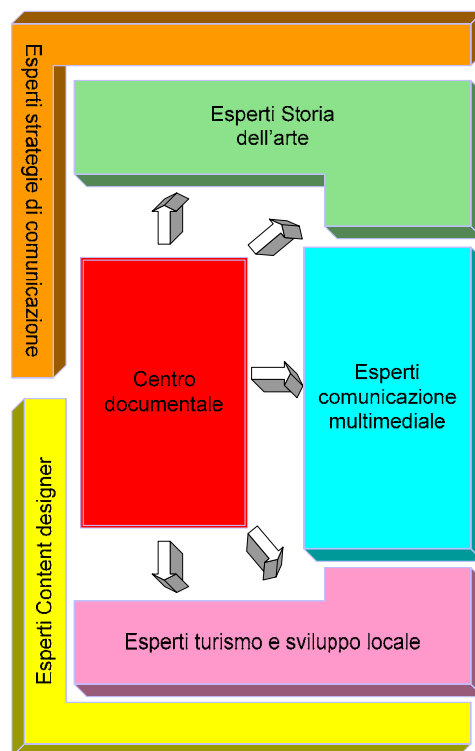 Esperti strategie di comunicazione
Esperti Storia
dell'arte
Centro
documentale
Esperti
comunicazione
multimediale
Esperti Content designer
Esperti turismo e sviluppo locale